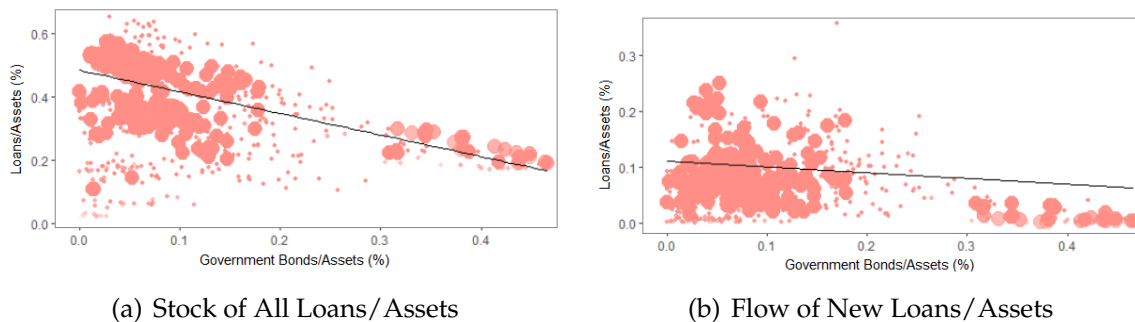 Loans/Assets (%)
0.6
0.4
0.2
0.0
0.0 0.1 0.2 0.3 0.4
Government Bonds/Assets (%)
(a) Stock of All Loans/Assets
Loans/Assets (%)
0.3
0.2
0.1
0.0
0.0 0.1 0.2 0.3 0.4
Government Bonds/Assets (%)
(b) Flow of New Loans/Assets